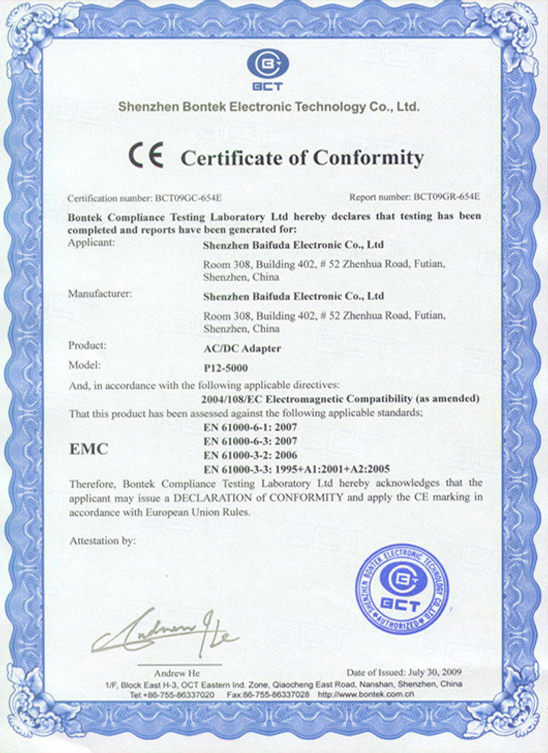 BCT
Shenzhen Bontek Electronic Technology Co., Ltd.
CE Certificate of Conformity
Certification number: BCT09GC-654E Report number: BCT09GR-654E
Bontek Compliance Testing Laboratory Ltd hereby declares that testing has been
completed and reports have been generated for:
Applicant: Shenzhen Baifuda Electronic Co., Ltd
Room 308, Building 402, # 52 Zhenhua Road, Futian,
Shenzhen, China
Manufacturer: Shenzhen Baifuda Electronic Co., Ltd
Room 308, Building 402, # 52 Zhenhua Road, Futian,
Shenzhen, China
Product: AC/DC Adapter
Model: P12-5000
And, in accordance with the following applicable directives:
2004/108/EC Electromagnetic Compatibility (as amended)
That this product has been assessed against the following applicable standards;
EN 61000-6-1: 2007
EN 61000-6-3: 2007
EMC
EN 61000-3-2: 2006
EN 61000-3-3: 1995+A1:2001+A2:2005
Therefore, Bontek Compliance Testing Laboratory Ltd hereby acknowledges that the
applicant may issue a DECLARATION of CONFORMITY and apply the CE marking in
accordance with European Union Rules.
Attestation by:
SHENZHEN BONTEK ELECTRONIC TECHNOLOGY CO., LTD.
BCT
AUTHORIZED
Andrew He
Andrew He
Date of Issued: July 30, 2009
1/F, Block East H-3, OCT Eastern Ind. Zone, Qiaocheng East Road, Nanshan, Shenzhen, China
Tel:+86-755-86337020 Fax:86-755-86337028 http://www.bontek.com.cn